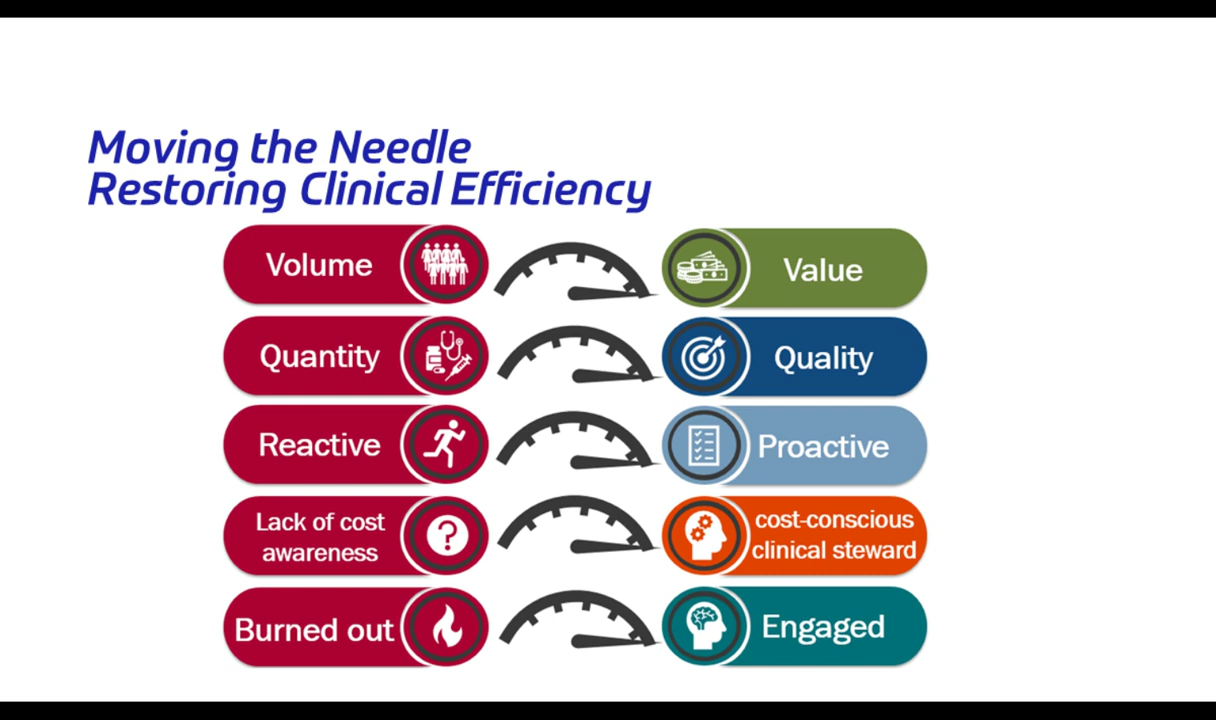 Moving the Needle
Restoring Clinical Efficiency
Volume
Value
Quantity
Quality
Reactive
Proactive
Lack of cost
awareness
cost-conscious
clinical steward
Burned out
Engaged